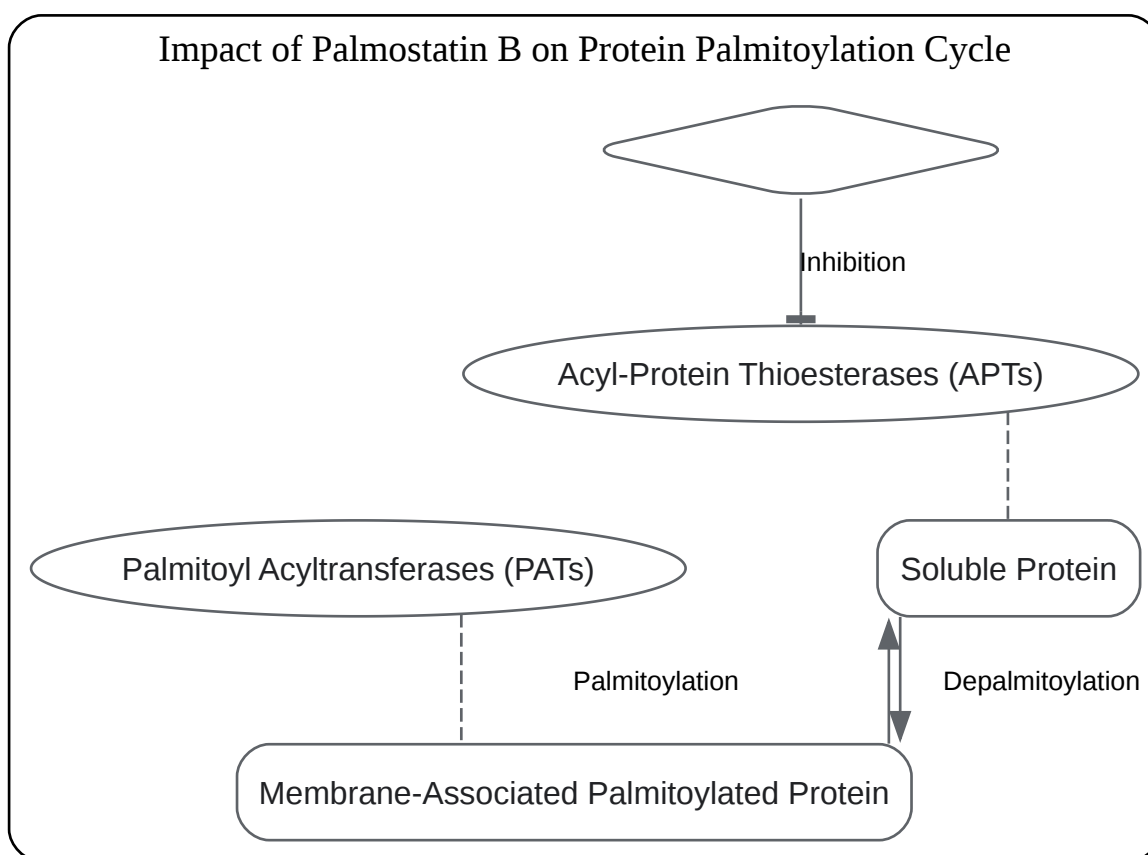 Impact of Palmostatin B on Protein Palmitoylation Cycle
Inhibition
Acyl-Protein Thioesterases (APTs)
Palmitoyl Acyltransferases (PATs)
Soluble Protein
Palmitoylation
Depalmitoylation
Membrane-Associated Palmitoylated Protein